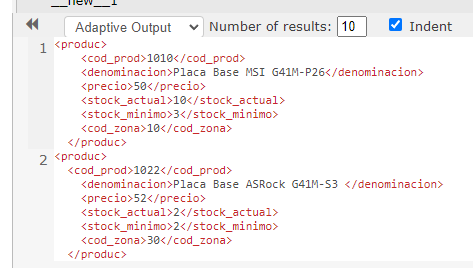 __new__1
Adaptive Output Number of results: 10 Indent
1 <produc>
<cod_prod>1010</cod_prod>
<denominacion>Placa Base MSI G41M-P26</denominacion>
<precio>50</precio>
<stock_actual>10</stock_actual>
<stock_minimo>3</stock_minimo>
<cod_zona>10</cod_zona>
</produc>
2 <produc>
<cod_prod>1022</cod_prod>
<denominacion>Placa Base ASRock G41M-S3 </denominacion>
<precio>52</precio>
<stock_actual>2</stock_actual>
<stock_minimo>2</stock_minimo>
<cod_zona>30</cod_zona>
</produc>